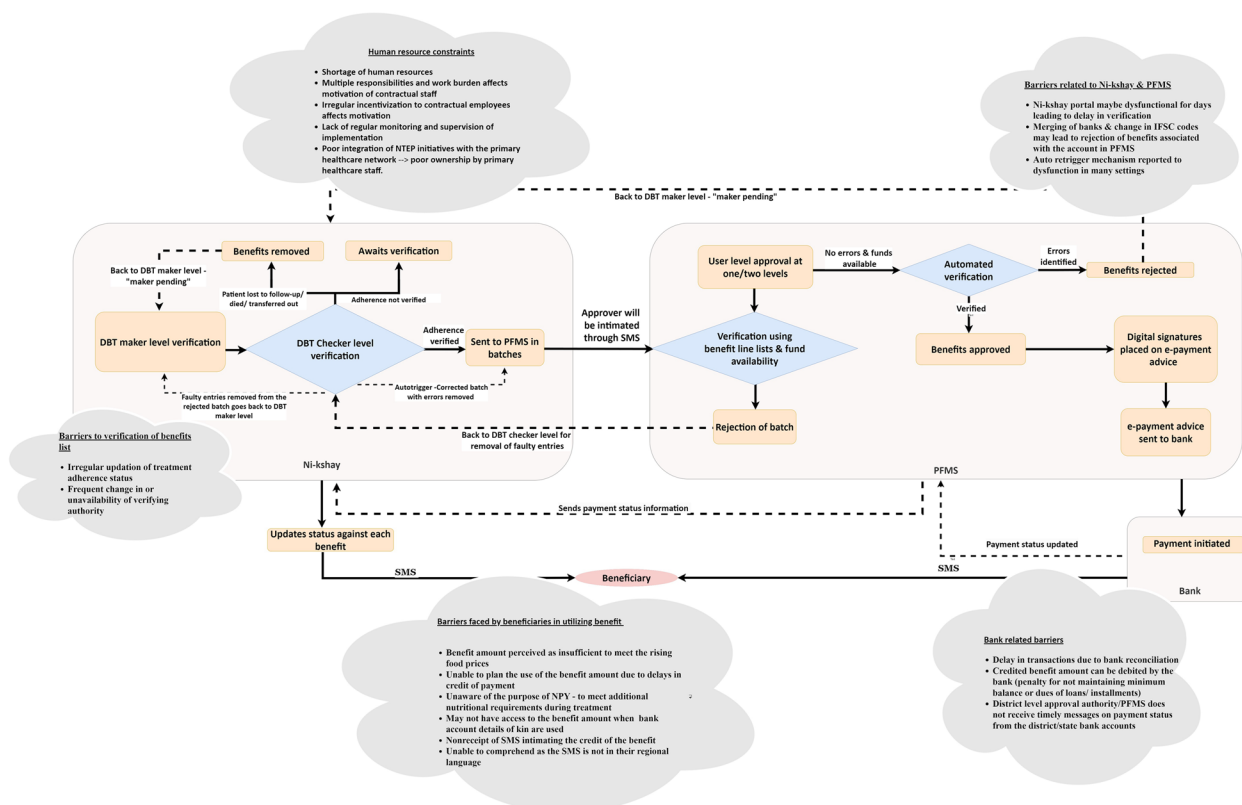 Human resource constraints
• Shortage of human resources
• Multiple responsibilities and work burden affects
motivation of contractual staff
• Irregular incentivization to contractual employees
affects motivation
• Lack of regular monitoring and supervision of
implementation
• Poor integration of NTEP initiatives with the primary
healthcare network --> poor ownership by primary
healthcare staff.
Barriers related to Ni-kshay & PFMS
• Ni-kshay portal maybe dysfunctional for days
leading to delay in verification
• Merging of banks & change in IFSC codes
may lead to rejection of benefits associated
with the account in PFMS
• Auto retrigger mechanism reported to
dysfunction in many settings
Back to DBT maker level - "maker pending"
Benefits removed
Awaits verification
Back to DBT maker level -
"maker pending"
Patient lost to follow-up/
died/ transferred out
Adherence not verified
DBT maker level verification
DBT Checker level
verification
Adherence
verified
Sent to PFMS in
batches
Faulty entries removed from the
rejected batch goes back to DBT
maker level
Autotrigger -Corrected batch
with errors removed
Ni-kshay
Approver will
be intimated
through SMS
User level approval at
one/two levels
No errors & funds
available
Automated
verification
Errors
identified
Benefits rejected
Verified
Verification using
benefit line lists & fund
availability
Benefits approved
Digital signatures
placed on e-payment
advice
Rejection of batch
e-payment advice
sent to bank
Back to DBT checker level for
removal of faulty entries
PFMS
Barriers to verification of benefits
list
• Irregular updation of treatment
adherence status
• Frequent change in or
unavailability of verifying
authority
Sends payment status information
Updates status against each
benefit
Payment status updated
Payment initiated
Bank
SMS
Beneficiary
SMS
Barriers faced by beneficiaries in utilizing benefit
• Benefit amount perceived as insufficient to meet the rising
food prices
• Unable to plan the use of the benefit amount due to delays in
credit of payment
• Unaware of the purpose of NPY - to meet additional
nutritional requirements during treatment
• May not have access to the benefit amount when bank
account details of kin are used
• Nonreceipt of SMS intimating the credit of the benefit
• Unable to comprehend as the SMS is not in their regional
language
Bank related barriers
• Delay in transactions due to bank reconciliation
• Credited benefit amount can be debited by the
bank (penalty for not maintaining minimum
balance or dues of loans/ installments)
• District level approval authority/PFMS does
not receive timely messages on payment status
from the district/state bank accounts